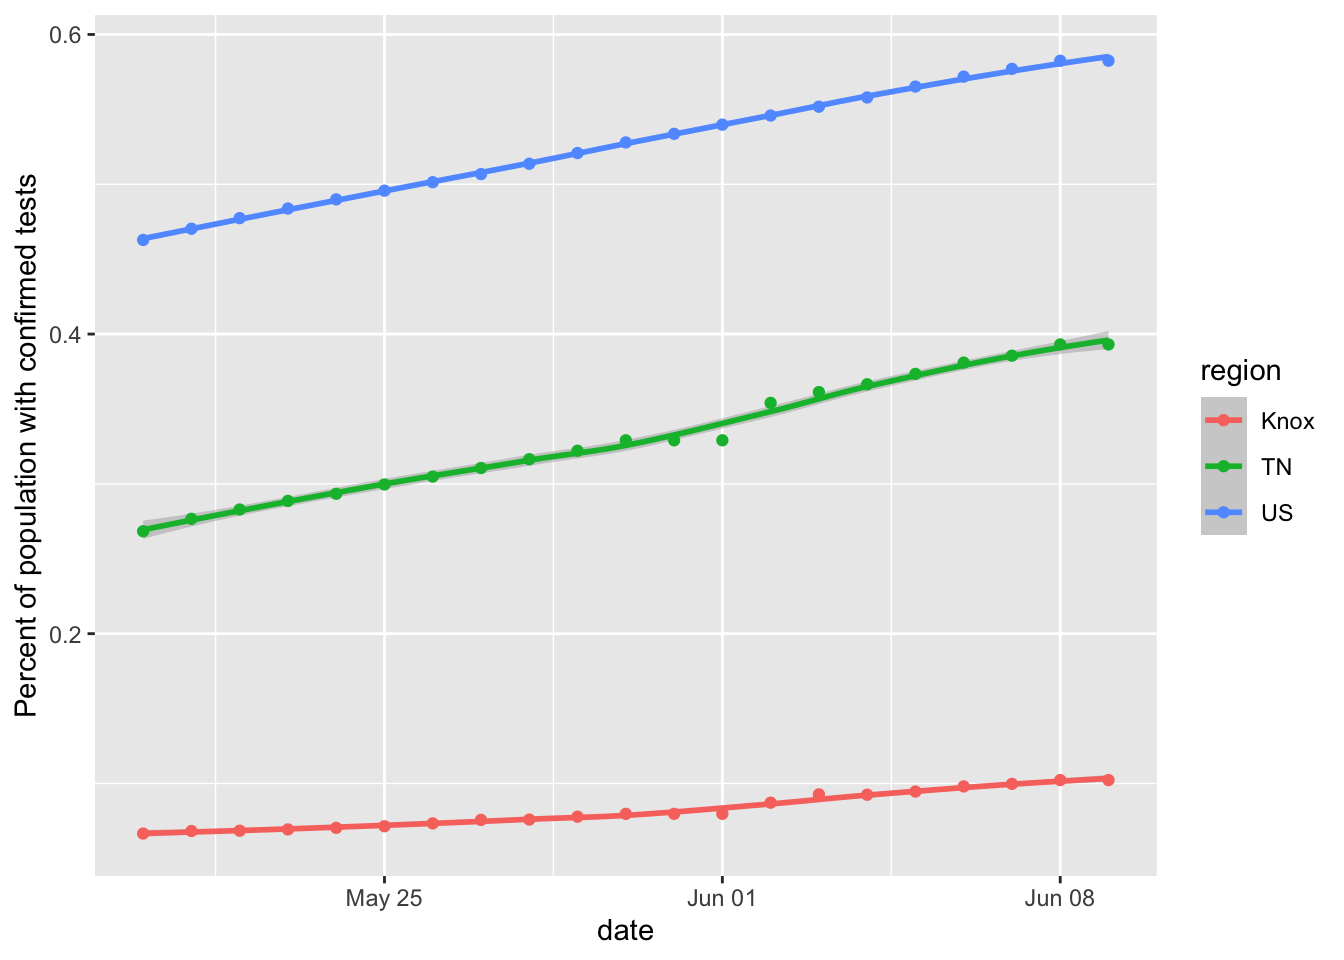 Percent of population with confirmed tests
0.6
0.4
0.2
May 25
Jun 01
Jun 08
date
region
Knox
TN
US